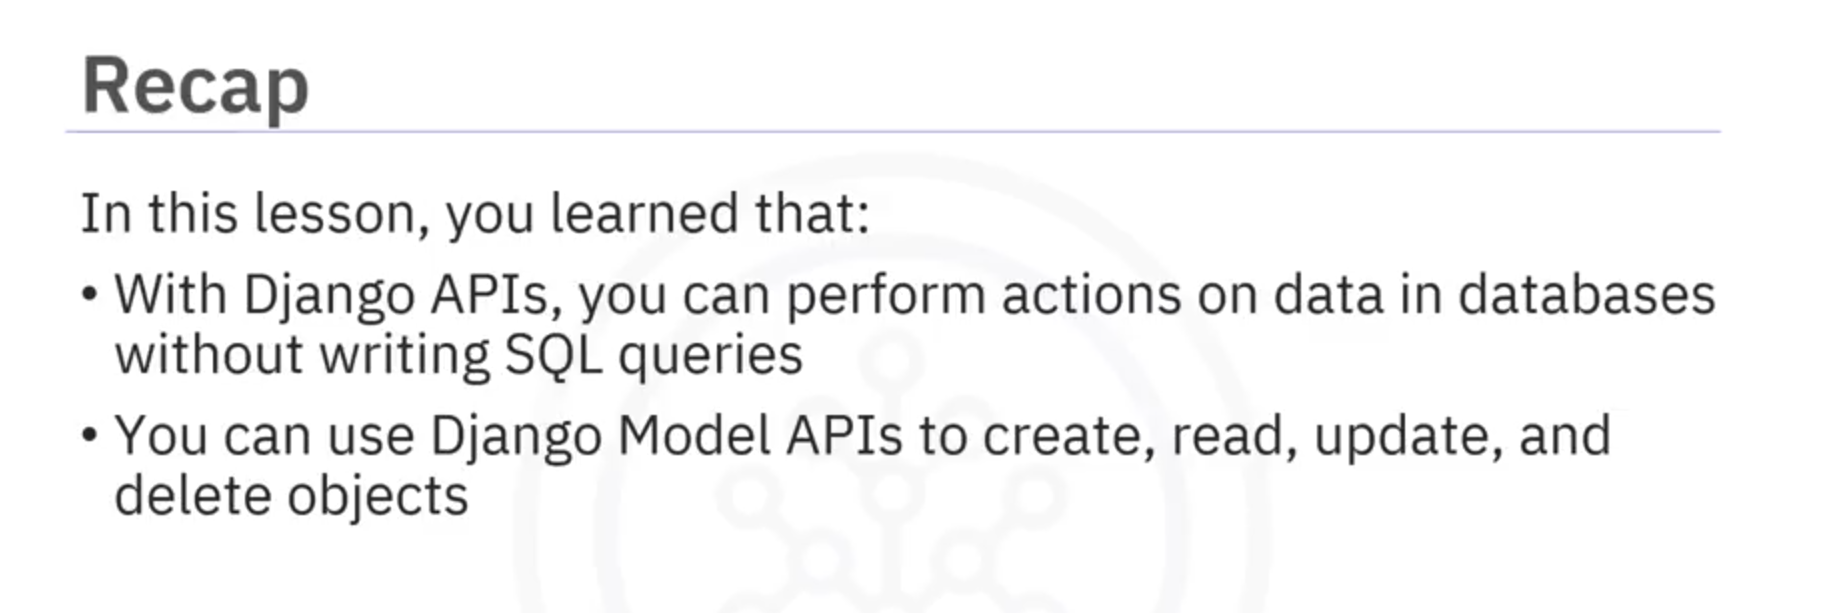 Recap
In this lesson, you learned that:
• With Django APIs, you can perform actions on data in databases
without writing SQL queries
• You can use Django Model APIs to create, read, update, and
delete objects